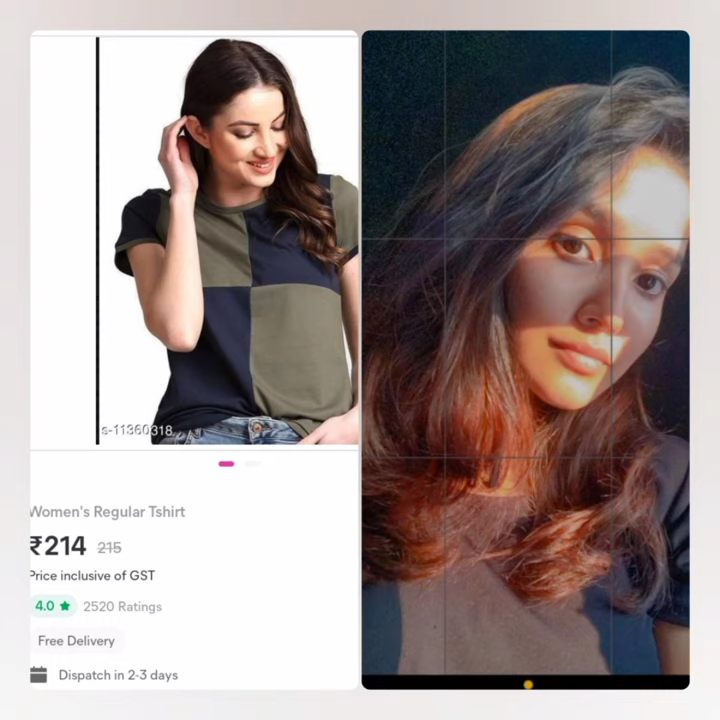 s-11360318
Women's Regular Tshirt
₹214 215
Price inclusive of GST
4.0 ★ 2520 Ratings
Free Delivery
Dispatch in 2-3 days